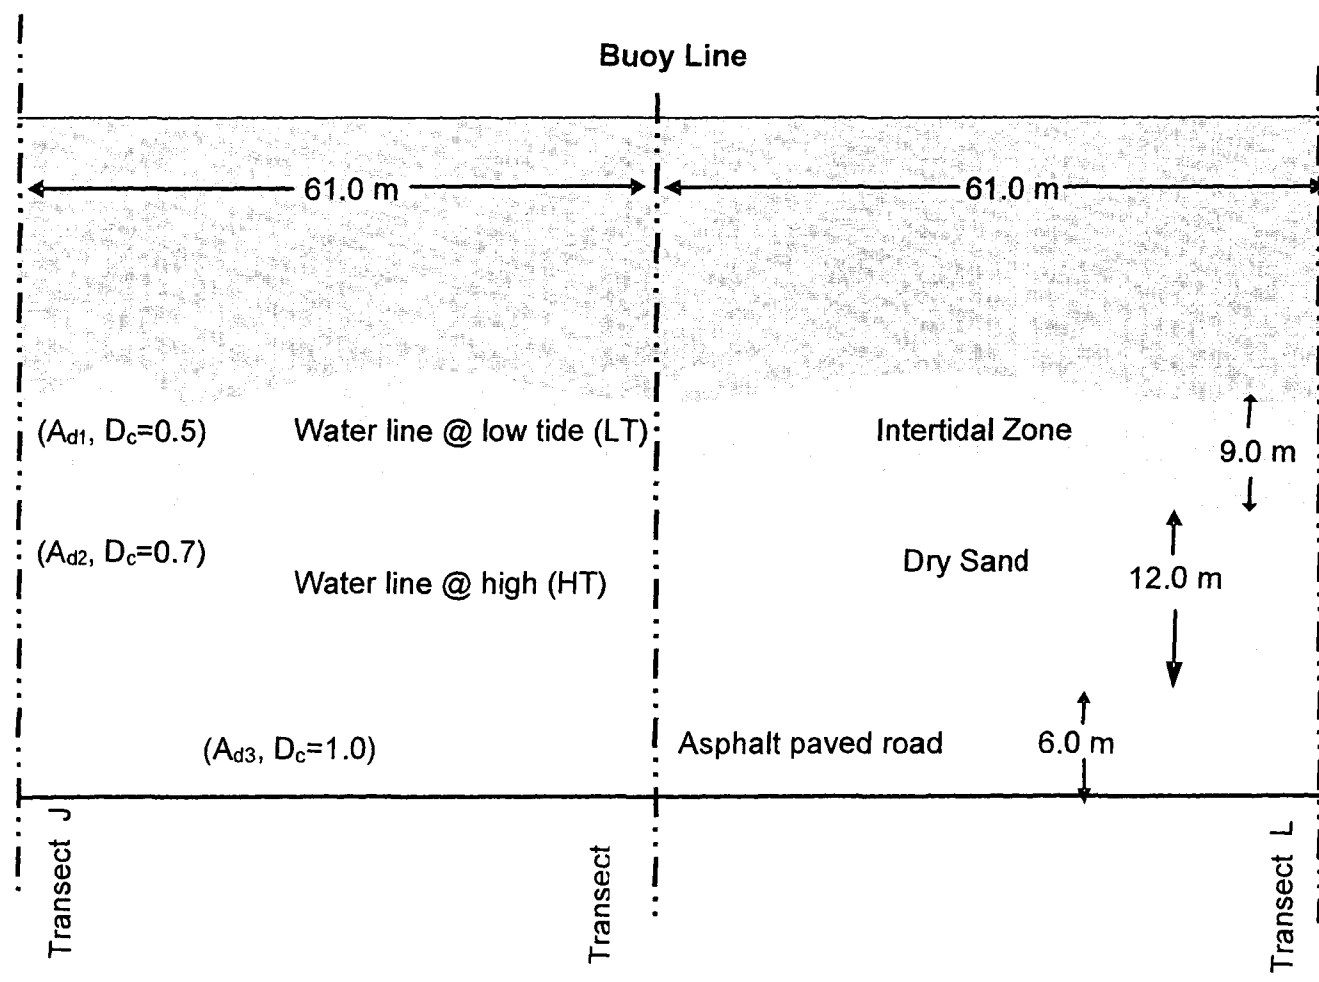 Buoy Line
61.0 m
61.0 m
(Ad1, Dc=0.5)
Water line @ low tide (LT)
Intertidal Zone
9.0 m
(Ad2, Dc=0.7)
Water line @ high (HT)
Dry Sand
12.0 m
(Ad3, Dc=1.0)
Asphalt paved road
6.0 m
Transect J
Transect
Transect L